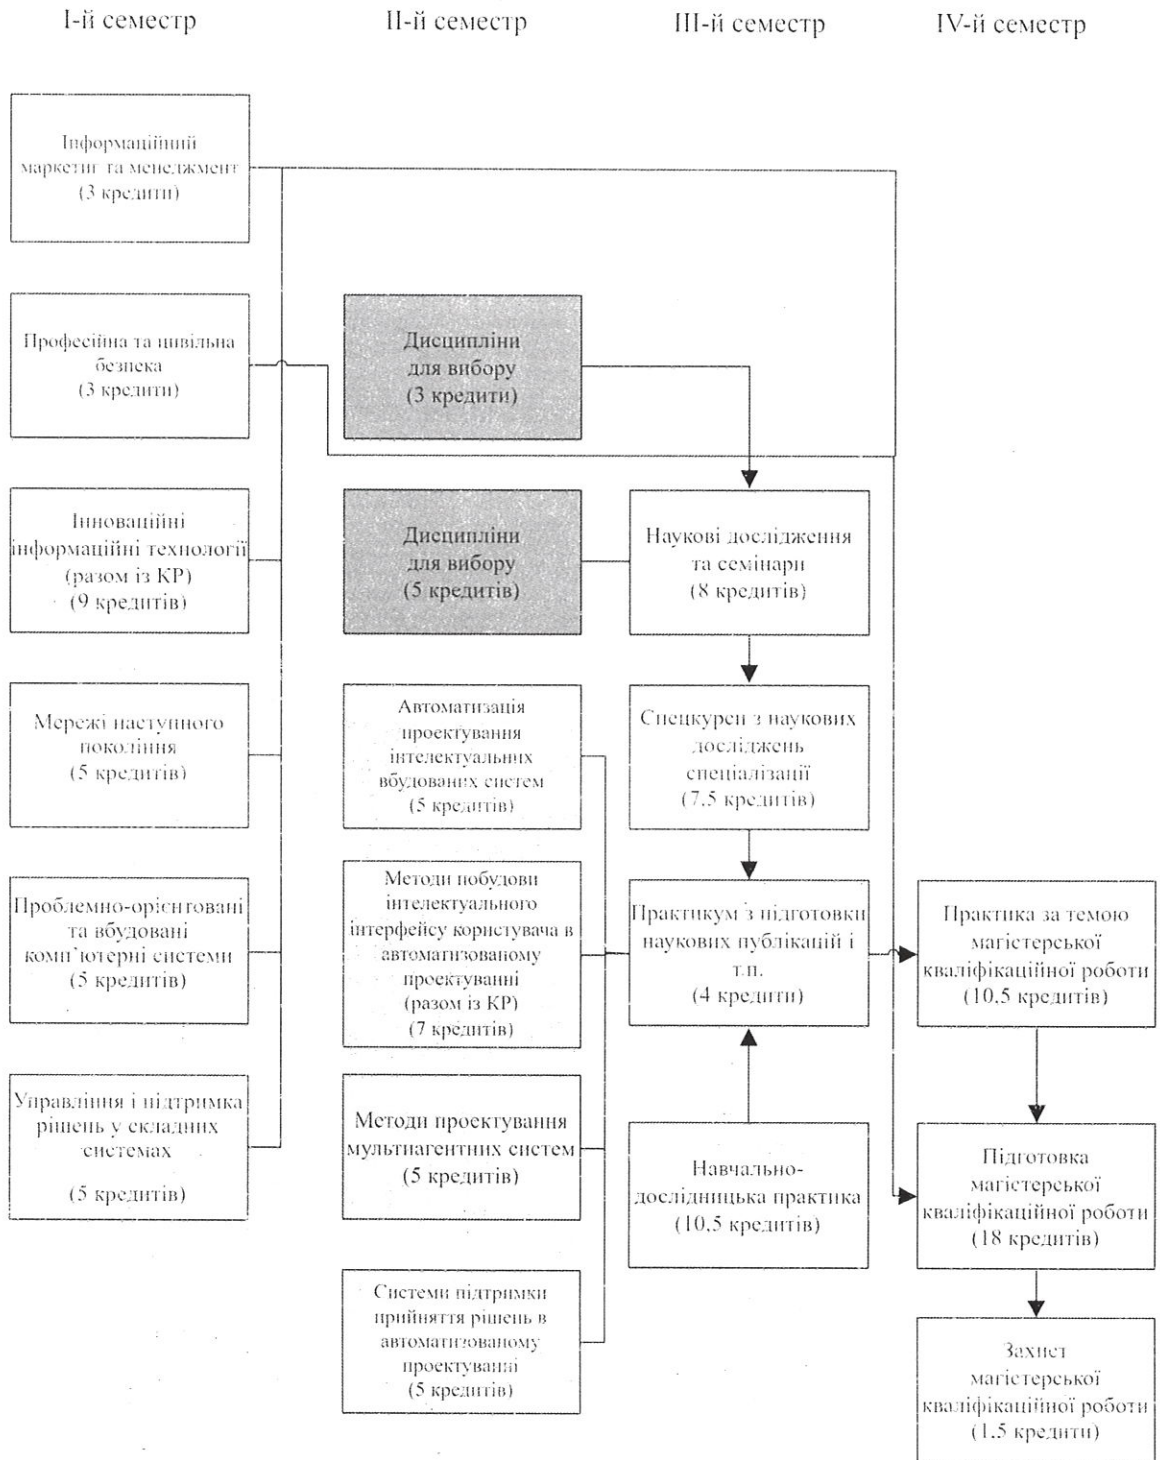 I-й семестр
II-й семестр
III-й семестр
IV-й семестр
Інформаційний
маркетиг та менеджмент
(3 кредити)
Професійна та цивільна
безпека
(3 кредити)
Дисципліни
для вибору
(3 кредити)
Інноваційні
інформаційні технології
(разом із КР)
(9 кредитів)
Дисципліни
для вибору
(5 кредитів)
Наукові дослідження
та семінари
(8 кредитів)
Мережі наступного
покоління
(5 кредитів)
Автоматизація
проектування
інтелектуальних
вбудованих систем
(5 кредитів)
Спецкурси з наукових
досліджень
спеціалізації
(7.5 кредитів)
Проблемно-орієнтовані
та вбудовані
комп'ютерні системи
(5 кредитів)
Методи побудови
інтелектуального
інтерфейсу користувача в
автоматизованому
проектуванні
(разом із КР)
(7 кредитів)
Практикум з підготовки
наукових публікацій і
т.п.
(4 кредити)
Практика за темою
магістерської
кваліфікаційної роботи
(10.5 кредитів)
Управління і підтримка
рішень у складних
системах
(5 кредитів)
Методи проектування
мультиагентних систем
(5 кредитів)
Навчально-
дослідницька практика
(10.5 кредитів)
Підготовка
магістерської
кваліфікаційної роботи
(18 кредитів)
Системи підтримки
прийняття рішень в
автоматизованому
проектуванні
(5 кредитів)
Захист
магістерської
кваліфікаційної роботи
(1.5 кредити)